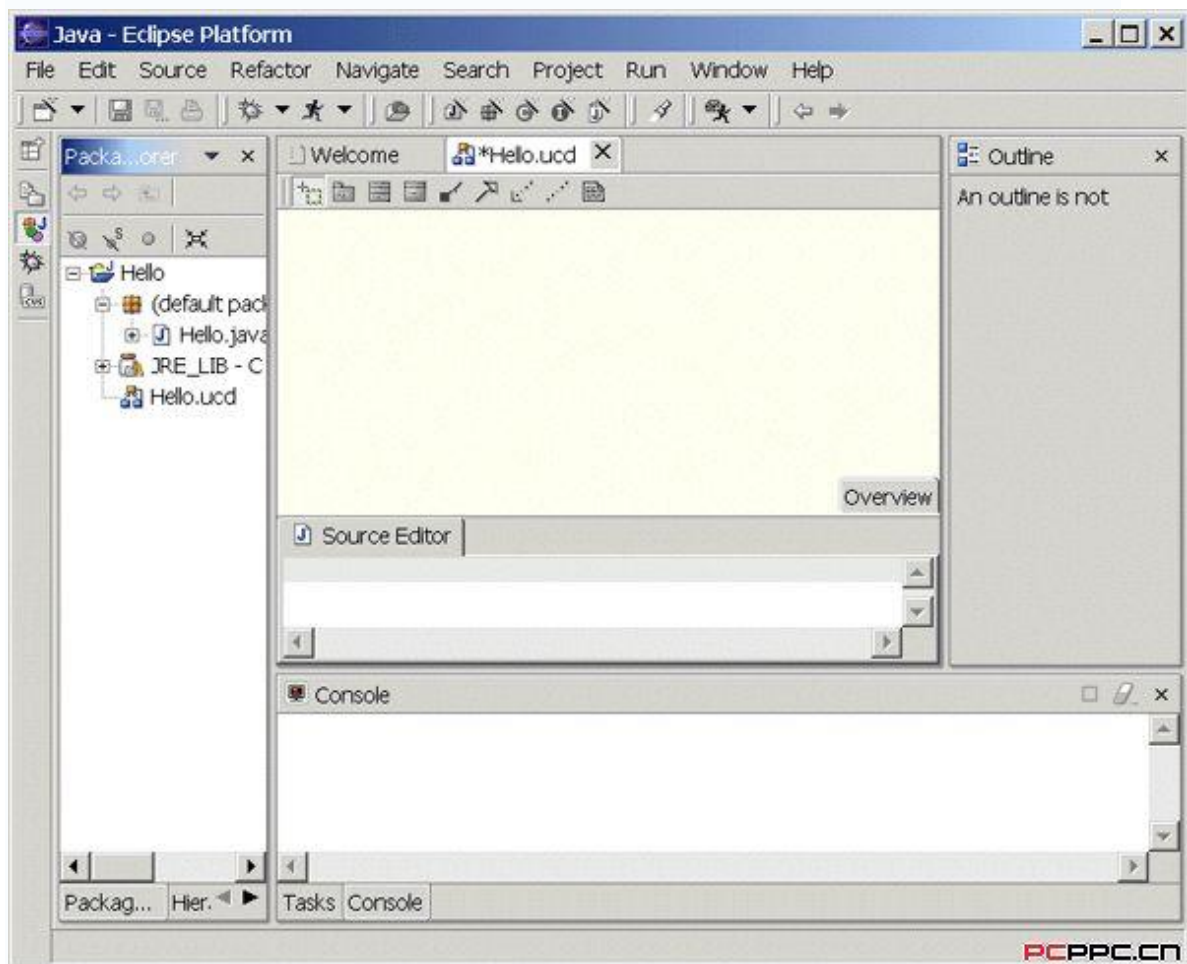 Java - Eclipse Platform
File Edit Source Refactor Navigate Search Project Run Window Help
Packa...orer
Welcome
*Hello.ucd
Outline
An outline is not
Hello
(default pack
Hello.java
JRE_LIB - C
Hello.ucd
Overview
Source Editor
Console
Packag... Hier.
Tasks Console
PCPPC.CN